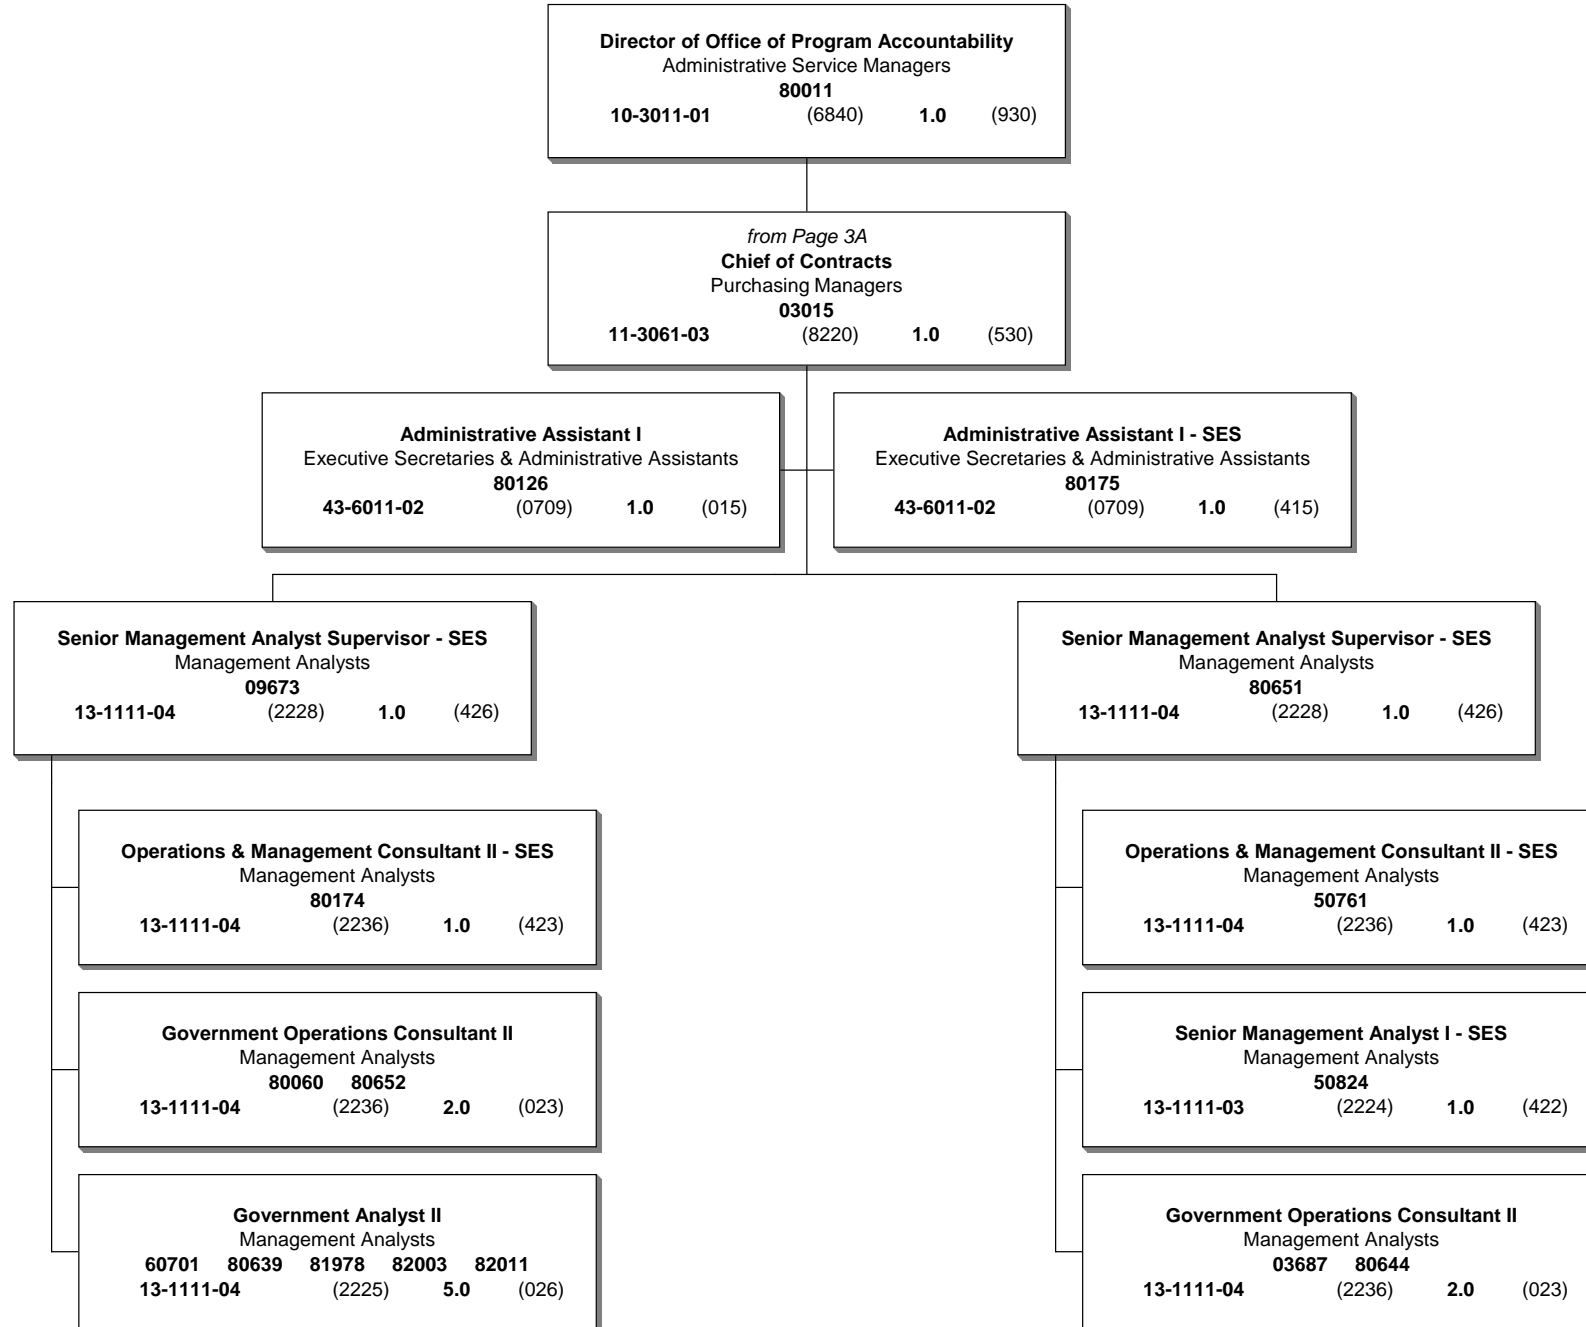 Director of Office of Program Accountability
Administrative Service Managers
80011
10-3011-01 (6840) 1.0 (930)
from Page 3A
Chief of Contracts
Purchasing Managers
03015
11-3061-03 (8220) 1.0 (530)
Administrative Assistant I
Executive Secretaries & Administrative Assistants
80126
43-6011-02 (0709) 1.0 (015)
Administrative Assistant I - SES
Executive Secretaries & Administrative Assistants
80175
43-6011-02 (0709) 1.0 (415)
Senior Management Analyst Supervisor - SES
Management Analysts
09673
13-1111-04 (2228) 1.0 (426)
Operations & Management Consultant II - SES
Management Analysts
80174
13-1111-04 (2236) 1.0 (423)
Government Operations Consultant II
Management Analysts
80060 80652
13-1111-04 (2236) 2.0 (023)
Government Analyst II
Management Analysts
60701 80639 81978 82003 82011
13-1111-04 (2225) 5.0 (026)
Senior Management Analyst Supervisor - SES
Management Analysts
80651
13-1111-04 (2228) 1.0 (426)
Operations & Management Consultant II - SES
Management Analysts
50761
13-1111-04 (2236) 1.0 (423)
Senior Management Analyst I - SES
Management Analysts
50824
13-1111-03 (2224) 1.0 (422)
Government Operations Consultant II
Management Analysts
03687 80644
13-1111-04 (2236) 2.0 (023)